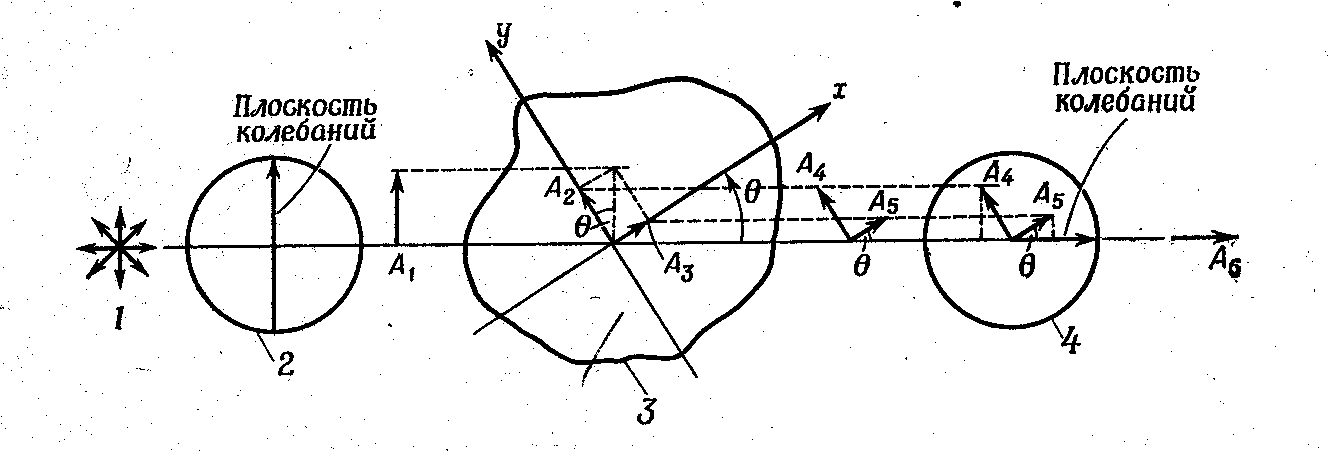 y
x
Плоскость
колебаний
Плоскость
колебаний
A₂
θ
θ
A₄
A₅
A₄
A₅
1
A₁
A₃
θ
θ
A₆
2
3
4